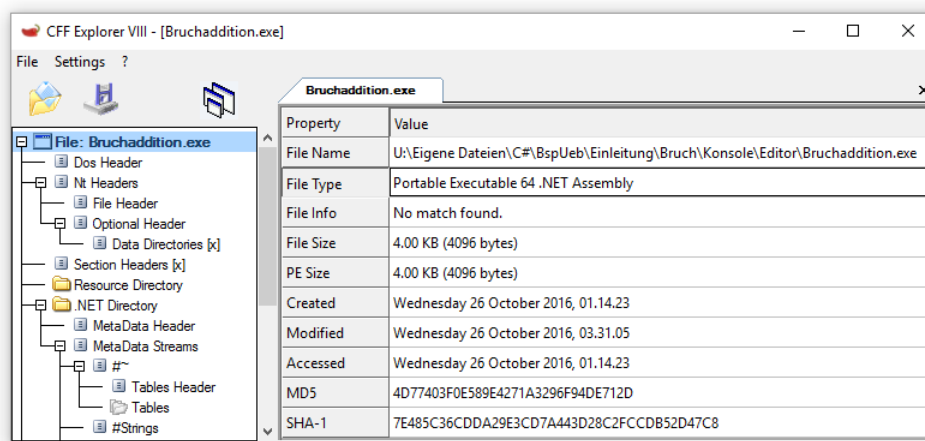 CFF Explorer VIII - [Bruchaddition.exe]
File Settings ?
Bruchaddition.exe
File: Bruchaddition.exe
Dos Header
Nt Headers
File Header
Optional Header
Data Directories [x]
Section Headers [x]
Resource Directory
.NET Directory
MetaData Header
MetaData Streams
#~
Tables Header
Tables
#Strings
Property Value
File Name U:\Eigene Dateien\C#\BspUeb\Einleitung\Bruch\Konsole\Editor\Bruchaddition.exe
File Type Portable Executable 64 .NET Assembly
File Info No match found.
File Size 4.00 KB (4096 bytes)
PE Size 4.00 KB (4096 bytes)
Created Wednesday 26 October 2016, 01.14.23
Modified Wednesday 26 October 2016, 03.31.05
Accessed Wednesday 26 October 2016, 01.14.23
MD5 4D77403F0E589E4271A3296F94DE712D
SHA-1 7E485C36CDDA29E3CD7A443D28C2FCCDB52D47C8